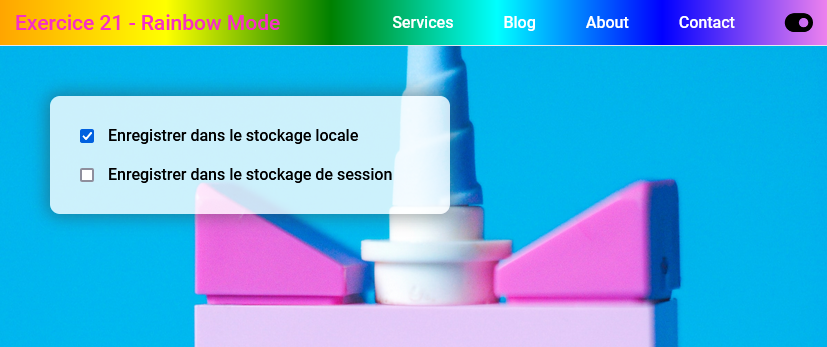 Exercice 21 - Rainbow Mode
Services Blog About Contact
Enregistrer dans le stockage locale
Enregistrer dans le stockage de session